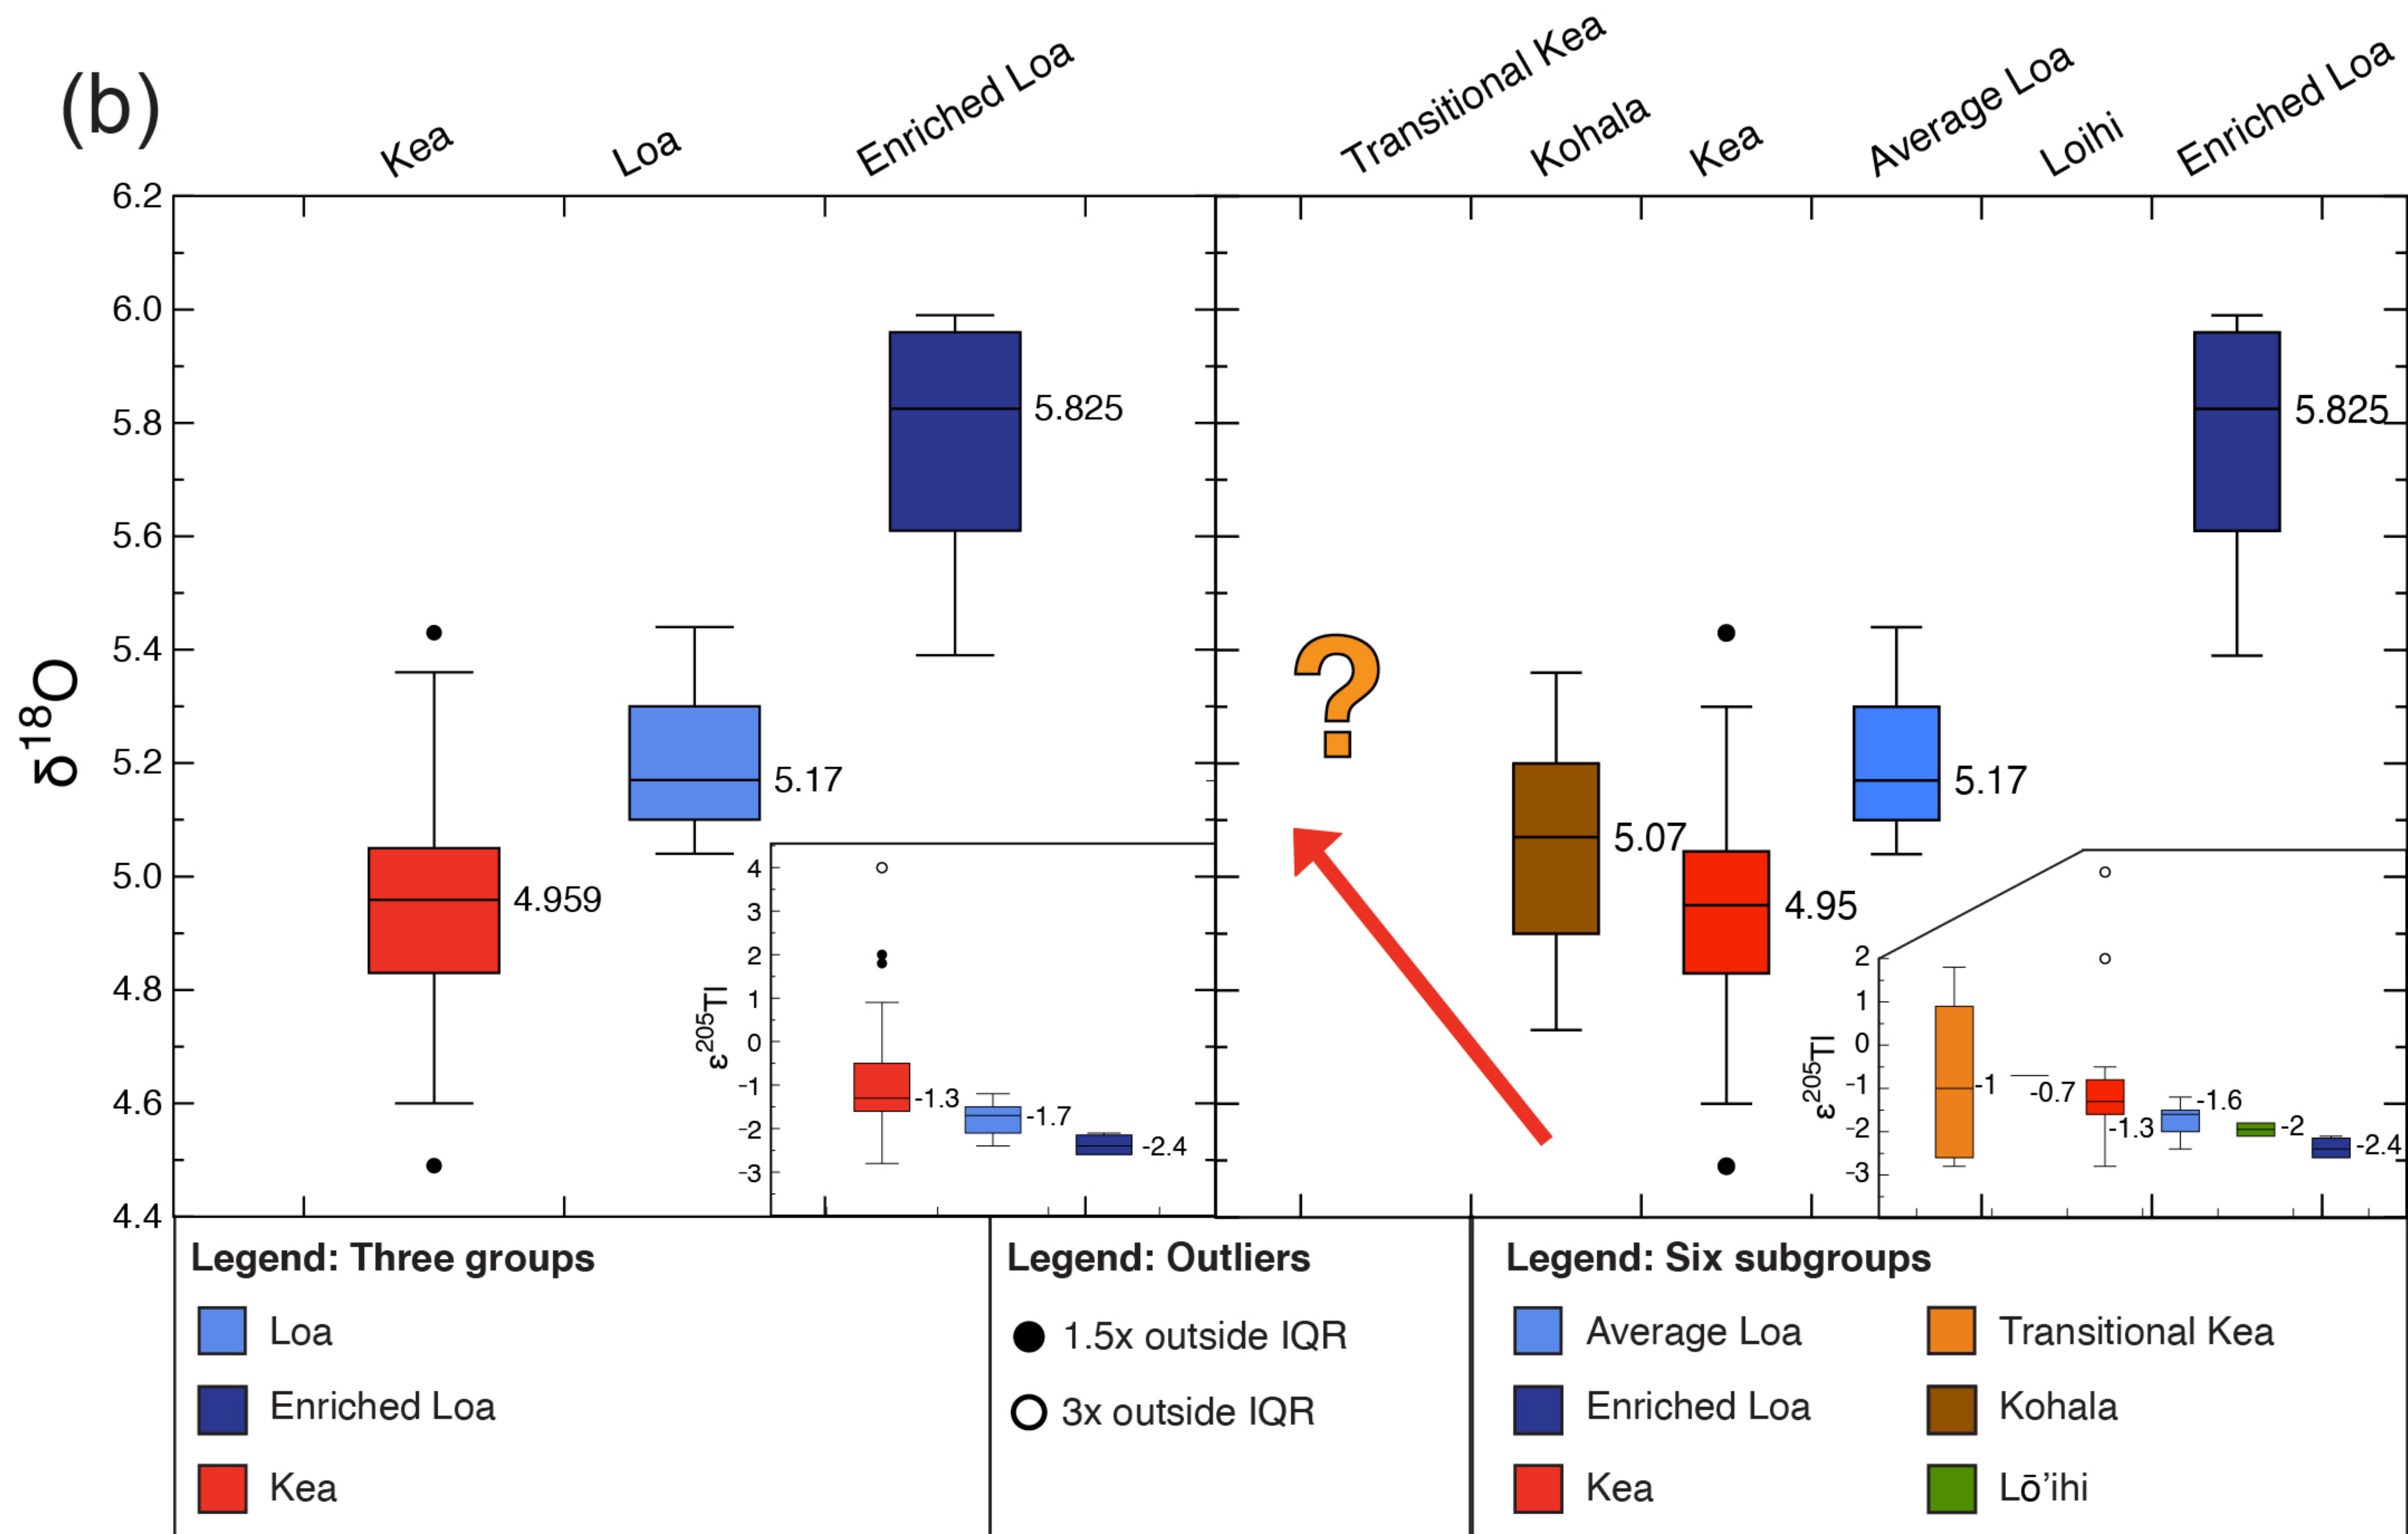 (b)
Kea
Loa
Enriched Loa
Transitional Kea
Kohala
Kea
Average Loa
Loihi
Enriched Loa
δ18O
6.2
6.0
5.8
5.6
5.4
5.2
5.0
4.8
4.6
4.4
4.959
5.17
5.825
ε205Tl
4
3
2
1
0
-1
-2
-3
-1.3
-1.7
-2.4
?
5.07
4.95
5.17
5.825
ε205Tl
2
1
0
-1
-2
-3
-1
-0.7
-1.3
-1.6
-2
-2.4
Legend: Three groups
Loa
Enriched Loa
Kea
Legend: Outliers
1.5x outside IQR
3x outside IQR
Legend: Six subgroups
Average Loa
Enriched Loa
Kea
Transitional Kea
Kohala
Lō’ihi